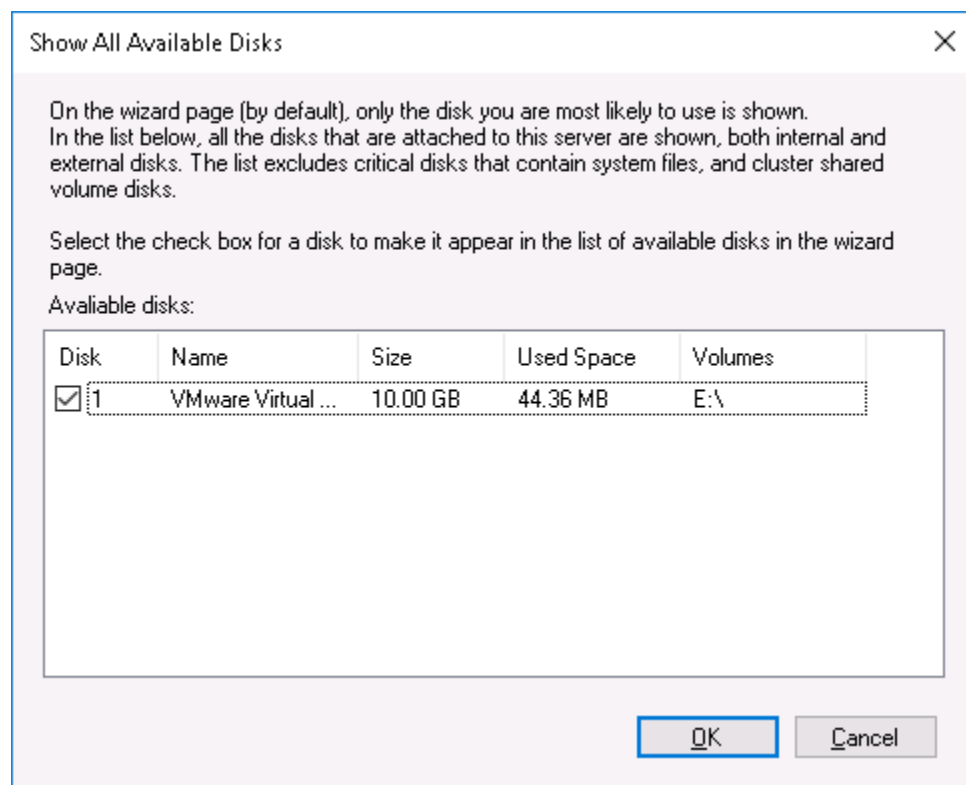 Show All Available Disks
On the wizard page (by default), only the disk you are most likely to use is shown.
In the list below, all the disks that are attached to this server are shown, both internal and
external disks. The list excludes critical disks that contain system files, and cluster shared
volume disks.
Select the check box for a disk to make it appear in the list of available disks in the wizard
page.
Avaliable disks:
Disk Name Size Used Space Volumes
1 VMware Virtual ... 10.00 GB 44.36 MB E:\
OK Cancel